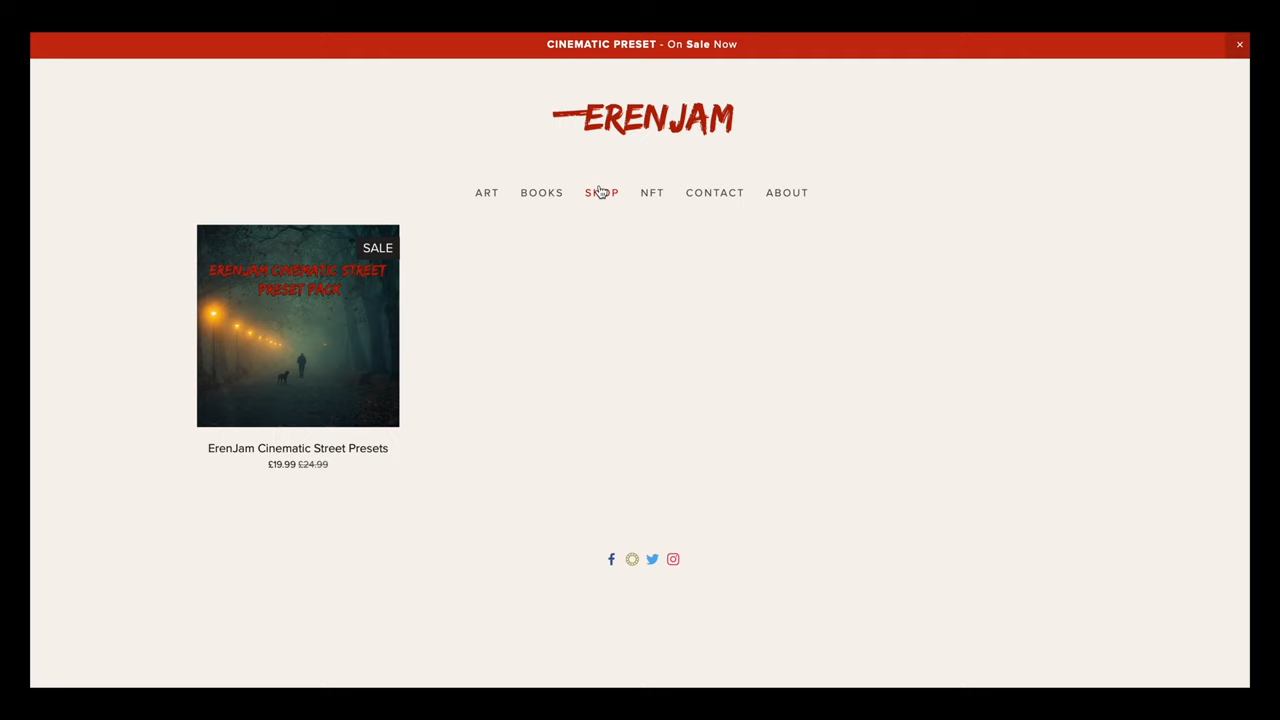 CINEMATIC PRESET - On Sale Now
×
ERENJAM
ART BOOKS SHOP NFT CONTACT ABOUT
SALE
ERENJAM CINEMATIC STREET
PRESET PACK
ErenJam Cinematic Street Presets
£19.99 £24.99